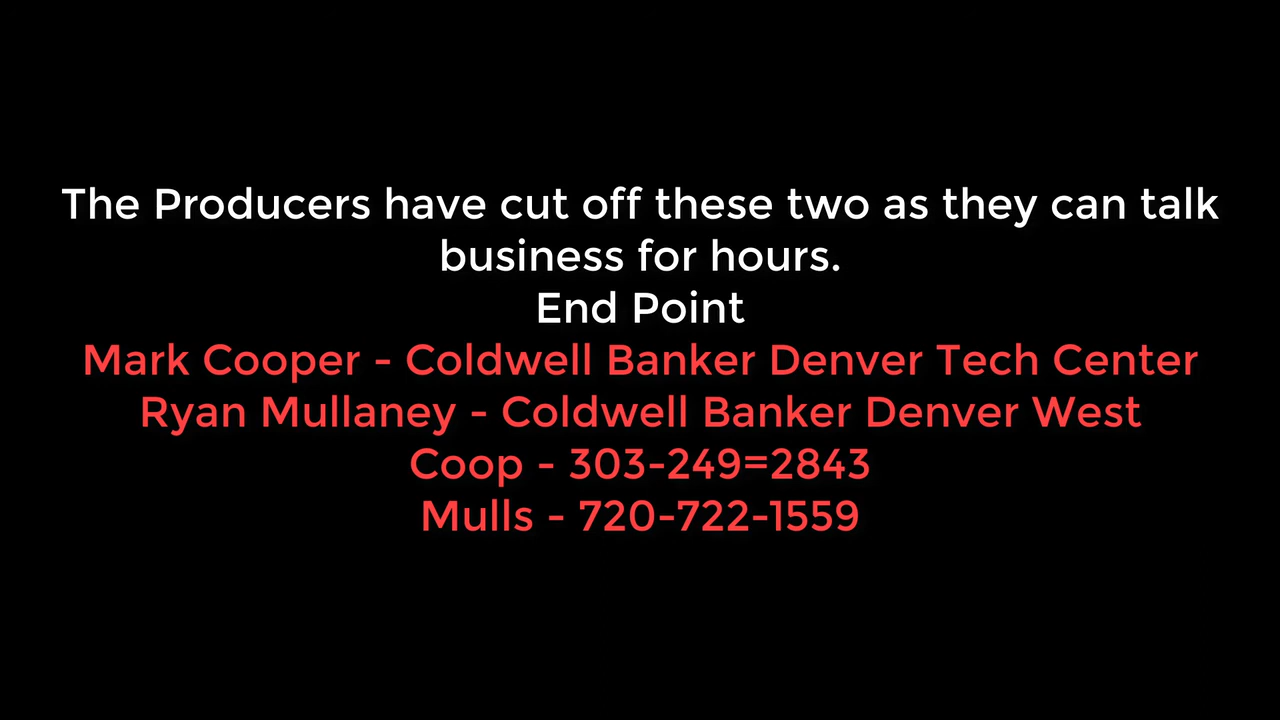 The Producers have cut off these two as they can talk
business for hours.
End Point
Mark Cooper - Coldwell Banker Denver Tech Center
Ryan Mullaney - Coldwell Banker Denver West
Coop - 303-249=2843
Mulls - 720-722-1559